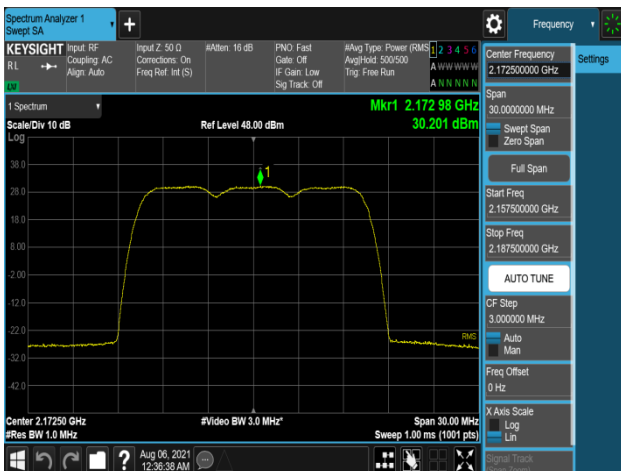 Spectrum Analyzer 1
Swept SA
Frequency
KEYSIGHT
RL
Input: RF
Coupling: AC
Align: Auto
Input Z: 50 Ω
Corrections: On
Freq Ref: Int (S)
#Atten: 16 dB
PNO: Fast
Gate: Off
IF Gain: Low
Sig Track: Off
#Avg Type: Power (RMS
Avg|Hold: 500/500
Trig: Free Run
1 2 3 4 5 6
A W W W W W
A N N N N N
1 Spectrum
Scale/Div 10 dB
Log
Ref Level 48.00 dBm
Mkr1 2.172 98 GHz
30.201 dBm
38.0
28.0
18.0
8.00
-2.00
-12.0
-22.0
-32.0
-42.0
1
RMS
Center 2.17250 GHz
#Res BW 1.0 MHz
#Video BW 3.0 MHz*
Span 30.00 MHz
Sweep 1.00 ms (1001 pts)
Center Frequency
2.172500000 GHz
Settings
Span
30.0000000 MHz
Swept Span
Zero Span
Full Span
Start Freq
2.157500000 GHz
Stop Freq
2.187500000 GHz
AUTO TUNE
CF Step
3.000000 MHz
Auto
Man
Freq Offset
0 Hz
X Axis Scale
Log
Lin
Signal Track
(Span Zoom)
?
Aug 06, 2021
12:36:38 AM